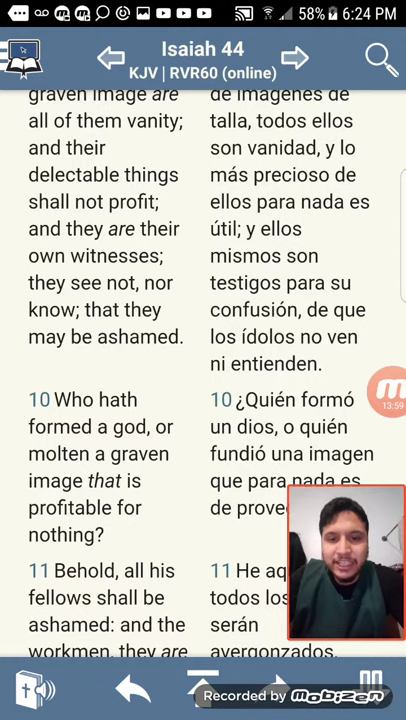 58% 6:24 PM
Isaiah 44
KJV | RVR60 (online)
graven image are
all of them vanity;
and their
delectable things
shall not profit;
and they are their
own witnesses;
they see not, nor
know; that they
may be ashamed.
10 Who hath
formed a god, or
molten a graven
image that is
profitable for
nothing?
11 Behold, all his
fellows shall be
ashamed: and the
workmen, they are
de imágenes de
talla, todos ellos
son vanidad, y lo
más precioso de
ellos para nada es
útil; y ellos
mismos son
testigos para su
confusión, de que
los ídolos no ven
ni entienden.
10 ¿Quién formó
un dios, o quién
fundió una imagen
que para nada es
de prove
11 He aq
todos los
serán
avergonzados.
13:59
Recorded by mobizen